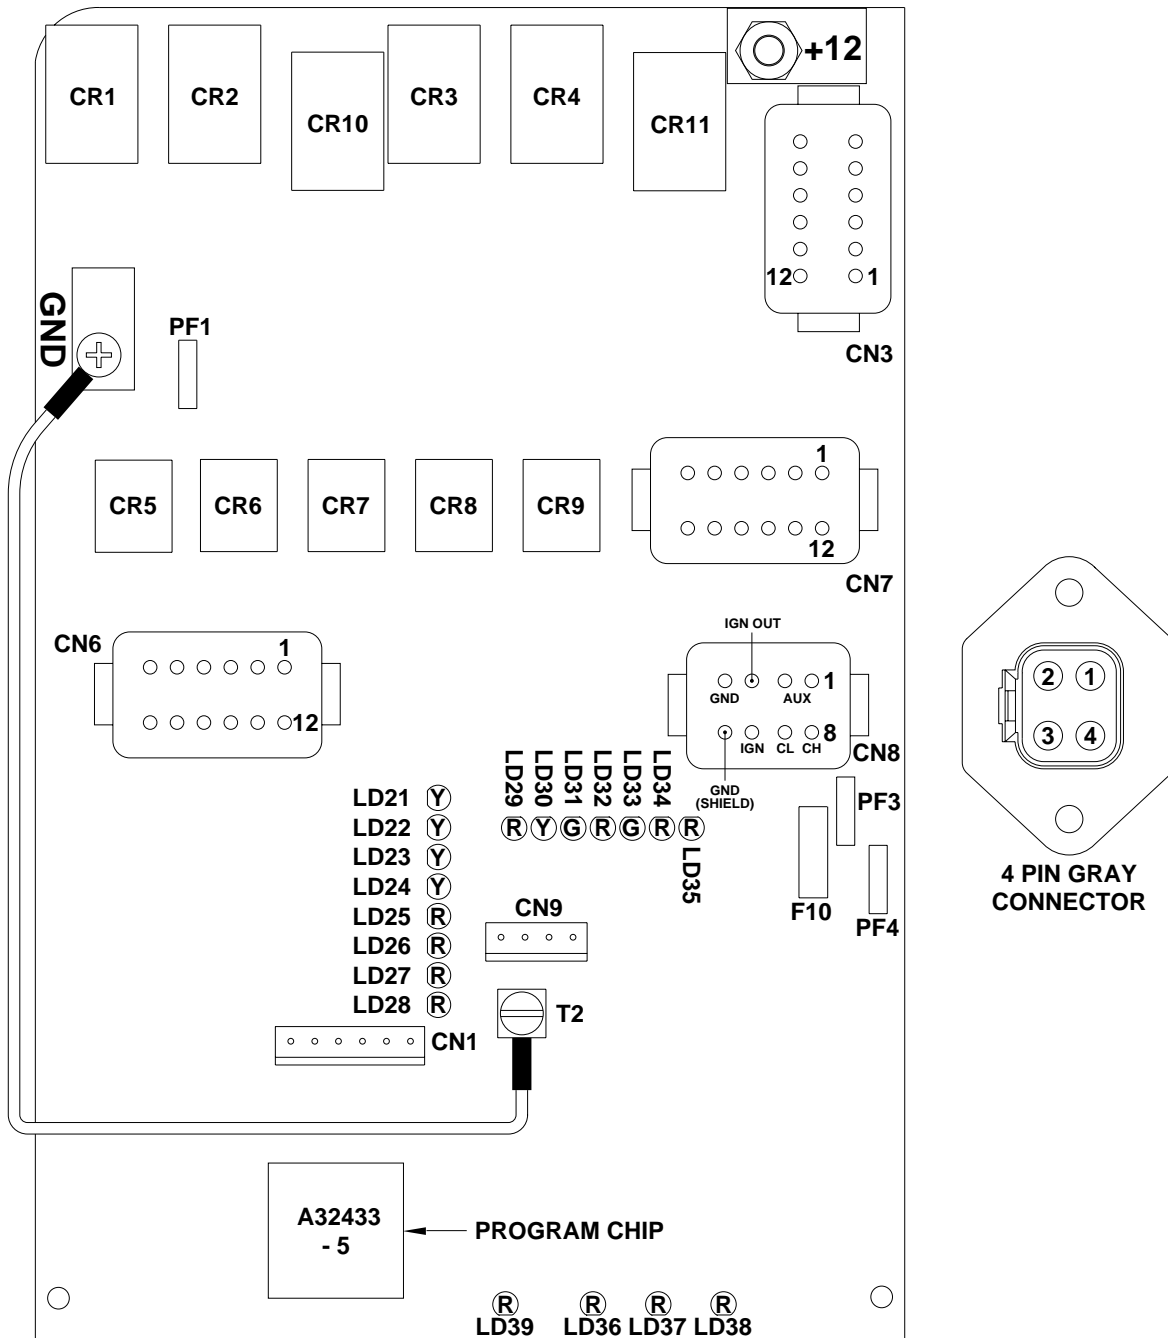 +12
CR1 CR2 CR3 CR4
CR10 CR11
12 1
CN3
GND
PF1
1
CR5 CR6 CR7 CR8 CR9
12
CN7
IGN OUT
CN6
1
12
1
GND AUX
8
IGN CL CH
CN8
GND
(SHIELD)
2 1
3 4
4 PIN GRAY
CONNECTOR
LD29 LD30 LD31 LD32 LD33 LD34
R Y G R G R R
LD35
PF3
F10
PF4
LD21 Y
LD22 Y
LD23 Y
LD24 Y
LD25 R
LD26 R
LD27 R
LD28 R
CN9
T2
CN1
A32433
- 5
PROGRAM CHIP
R R R R
LD39 LD36 LD37 LD38